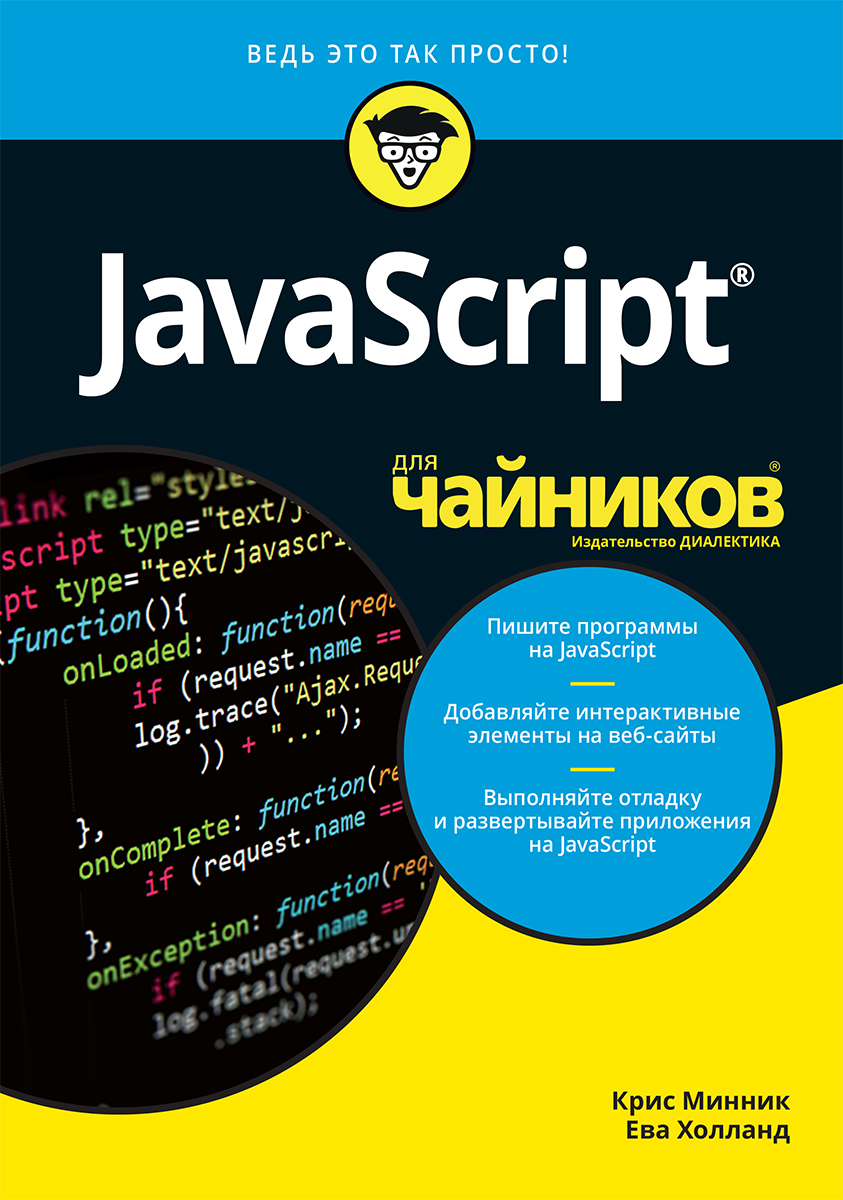 ВЕДЬ ЭТО ТАК ПРОСТО!
JavaScript®
для
чайников®
Издательство ДИАЛЕКТИКА
link rel="style
script type="text/j
pt type="text/javascri
(function(){
onLoaded: function(requ
if (request.name ==
log.trace("Ajax.Reque
)) + "...");
},
onComplete: function(re
if (request.name ==
},
onException: function(req
if (request.name == '
log.fatal(request.ur
.stack);
Пишите программы
на JavaScript
Добавляйте интерактивные
элементы на веб-сайты
Выполняйте отладку
и развертывайте приложения
на JavaScript
Крис Минник
Ева Холланд